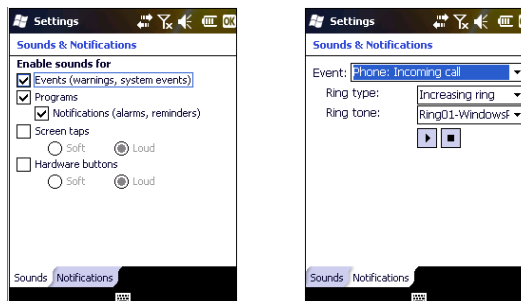 Settings
OK
Sounds & Notifications
Enable sounds for
Events (warnings, system events)
Programs
Notifications (alarms, reminders)
Screen taps
Soft Loud
Hardware buttons
Soft Loud
Sounds Notifications
Settings
Sounds & Notifications
Event: Phone: Incoming call
Ring type: Increasing ring
Ring tone: Ring01-WindowsP
Sounds Notifications